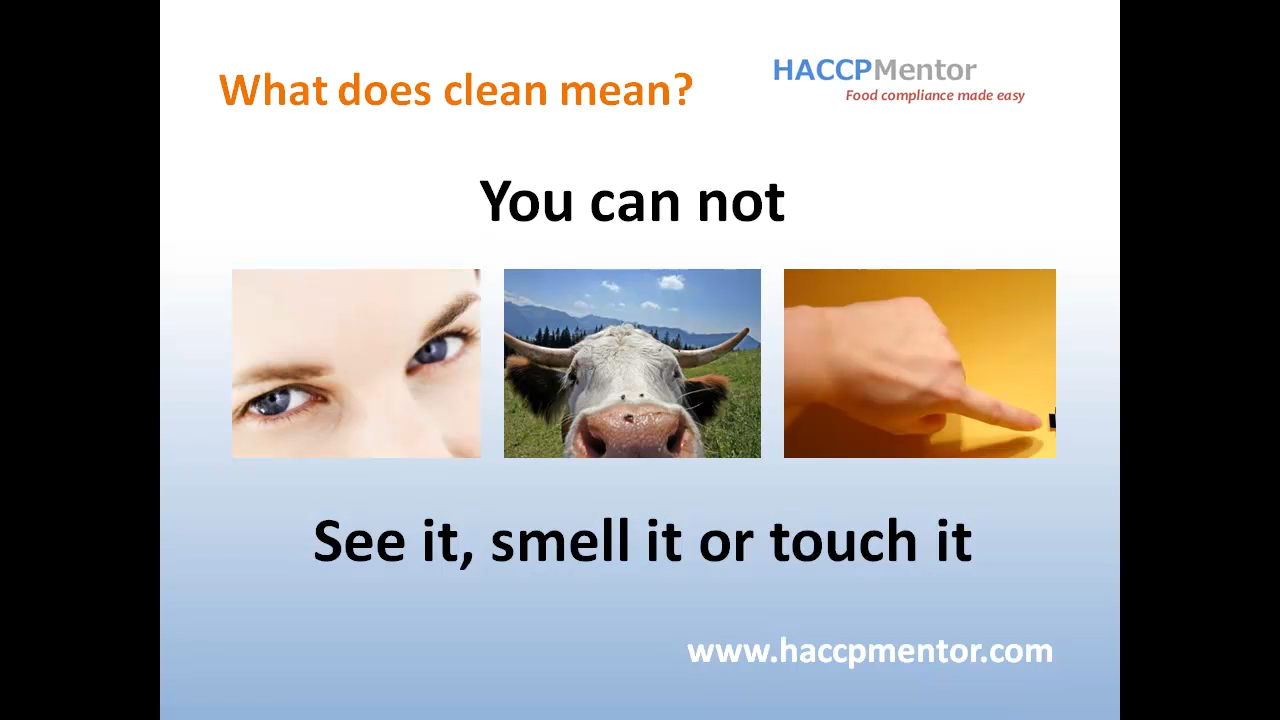 What does clean mean?
HACCPMentor
Food compliance made easy
You can not
See it, smell it or touch it
www.haccpmentor.com